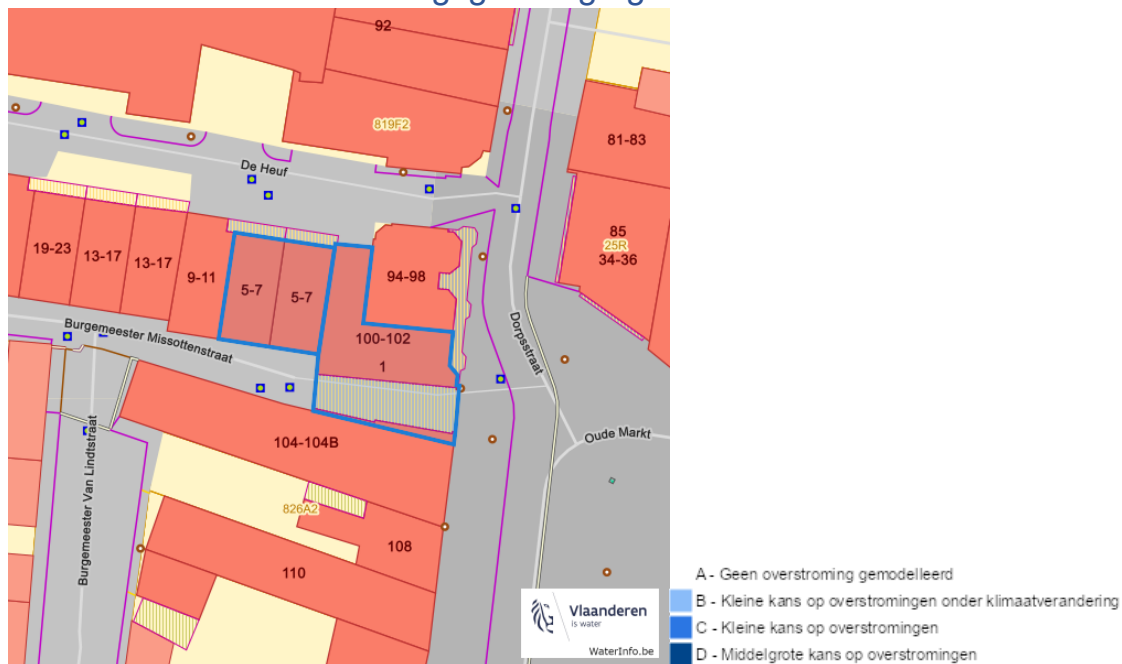 92
819F2
81-83
De Heuf
85
25R
34-36
19-23
13-17
13-17
9-11
5-7
5-7
94-98
Burgemeester Missottenstraat
100-102
1
Dorpsstraat
104-104B
Oude Markt
Burgemeester Van Lindtstraat
826A2
108
110
Vlaanderen
is water
WaterInfo.be
A - Geen overstroming gemodelleerd
B - Kleine kans op overstromingen onder klimaatverandering
C - Kleine kans op overstromingen
D - Middelgrote kans op overstromingen